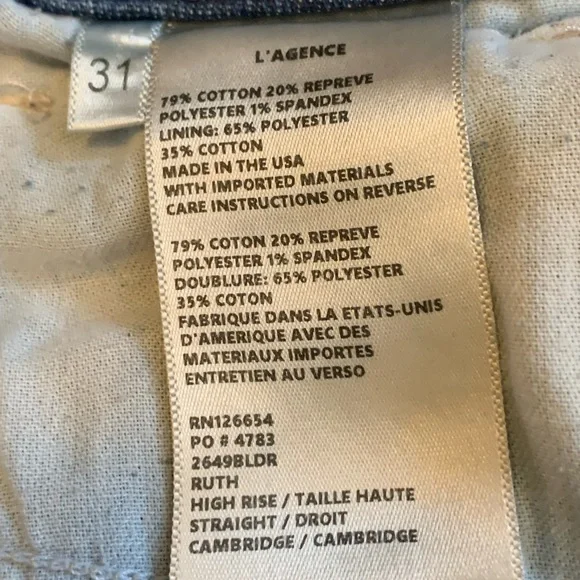 31
L'AGENCE
79% COTTON 20% REPREVE
POLYESTER 1% SPANDEX
LINING: 65% POLYESTER
35% COTTON
MADE IN THE USA
WITH IMPORTED MATERIALS
CARE INSTRUCTIONS ON REVERSE
79% COTON 20% REPREVE
POLYESTER 1% SPANDEX
DOUBLURE: 65% POLYESTER
35% COTON
FABRIQUE DANS LA ETATS-UNIS
D'AMERIQUE AVEC DES
MATERIAUX IMPORTES
ENTRETIEN AU VERSO
RN126654
PO # 4783
2649BLDR
RUTH
HIGH RISE / TAILLE HAUTE
STRAIGHT / DROIT
CAMBRIDGE / CAMBRIDGE